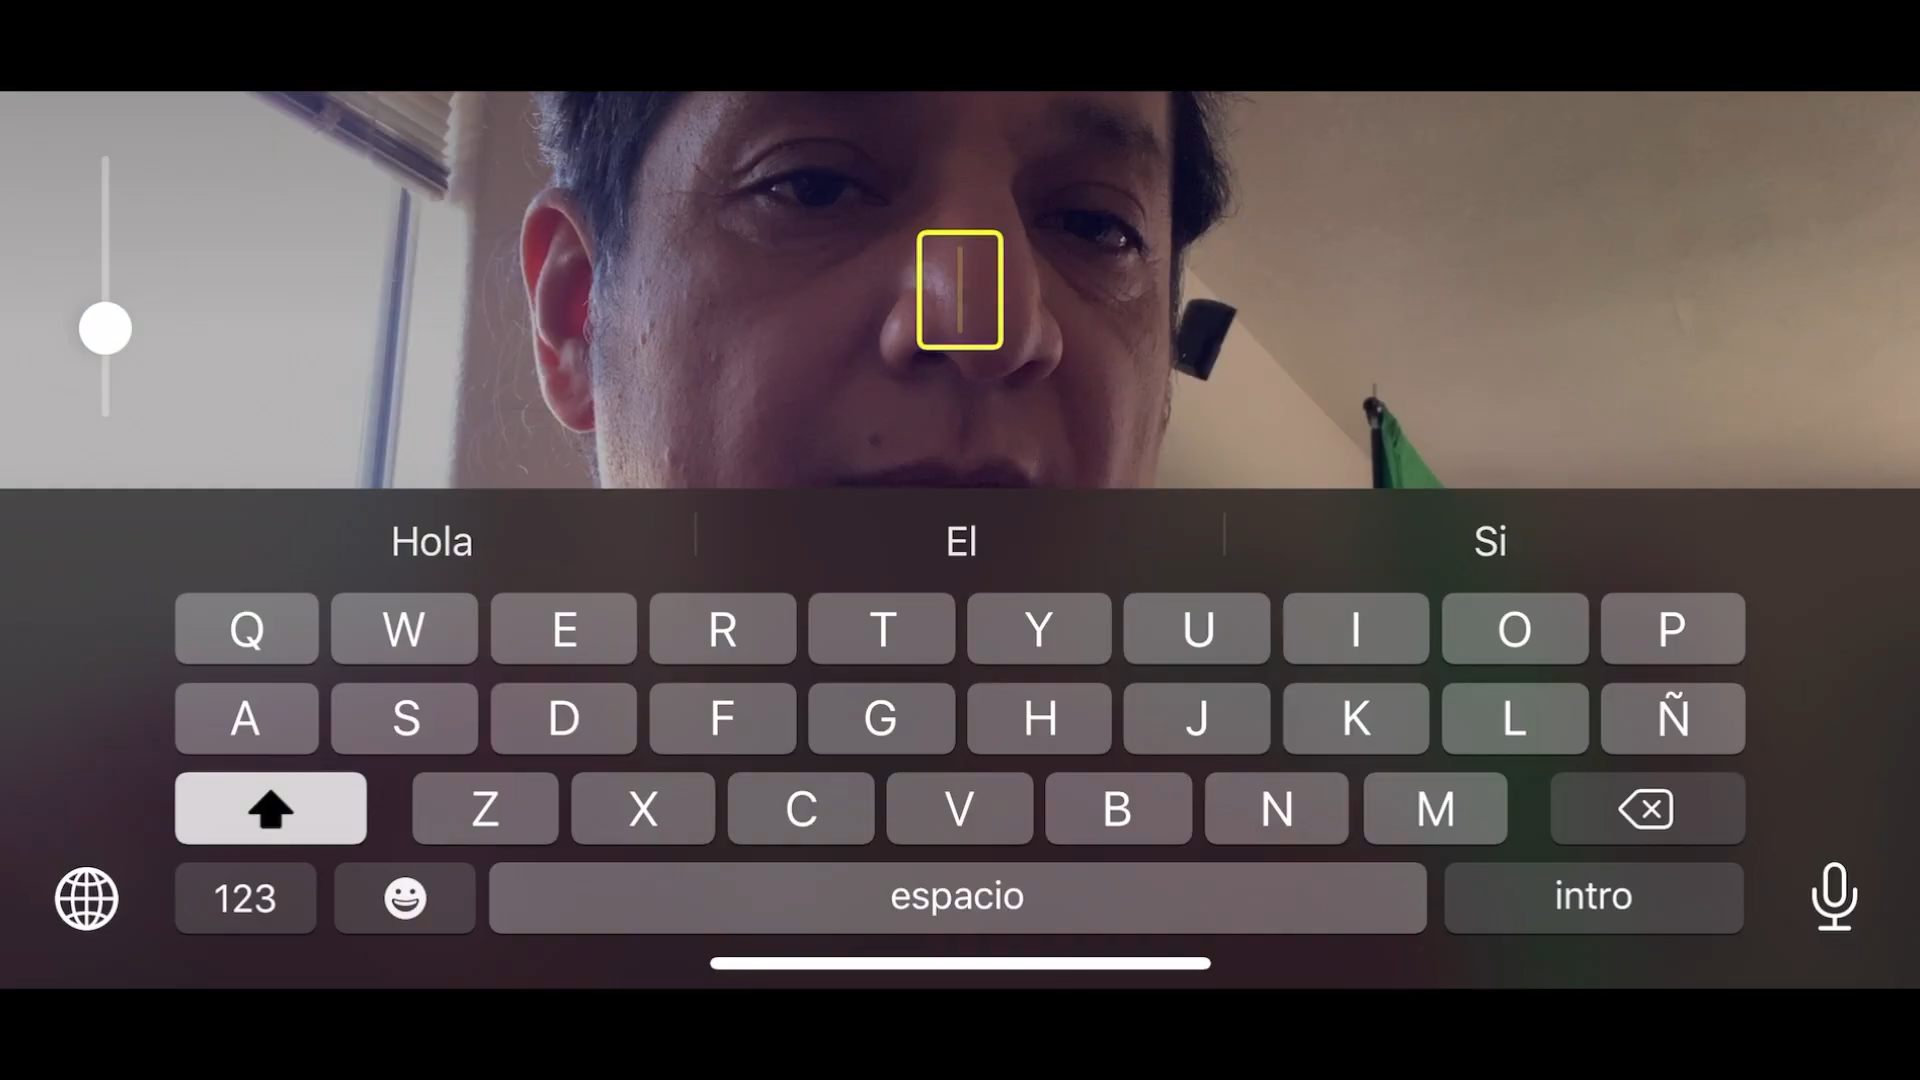 Hola El Si
Q W E R T Y U I O P
A S D F G H J K L Ñ
Z X C V B N M
123 espacio intro